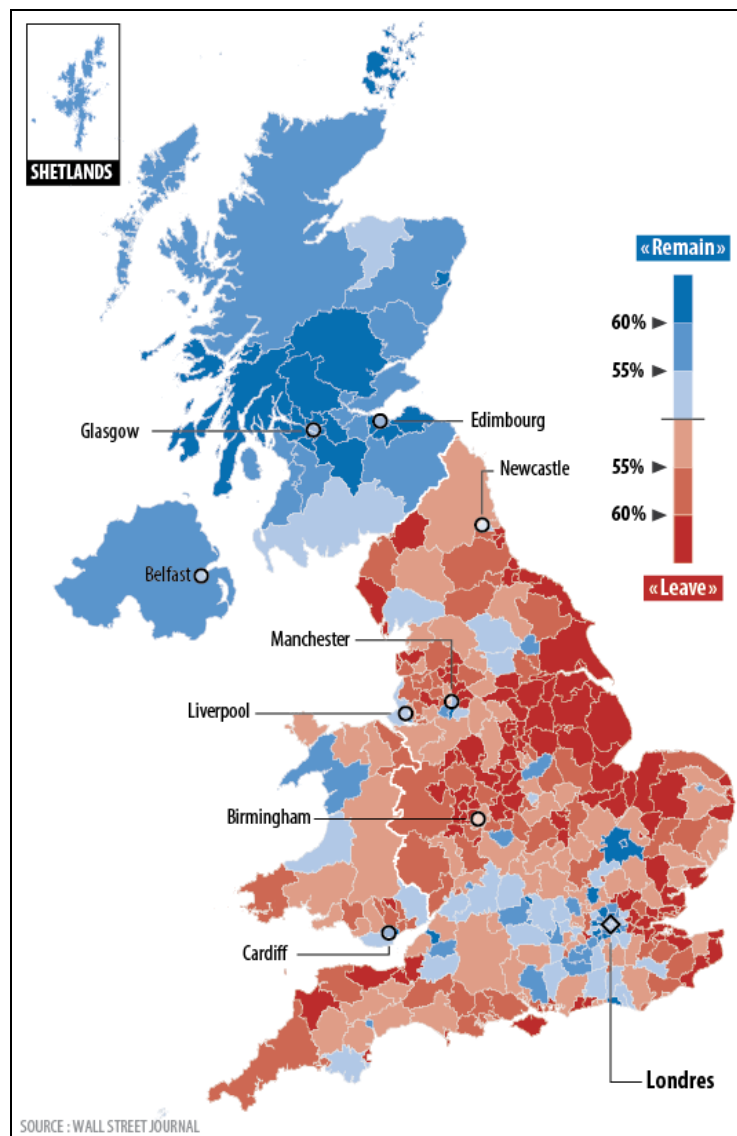 SHETLANDS
« Remain »
60%
55%
Glasgow
Edimbourg
Newcastle
55%
60%
Belfast
« Leave »
Manchester
Liverpool
Birmingham
Cardiff
Londres
SOURCE : WALL STREET JOURNAL